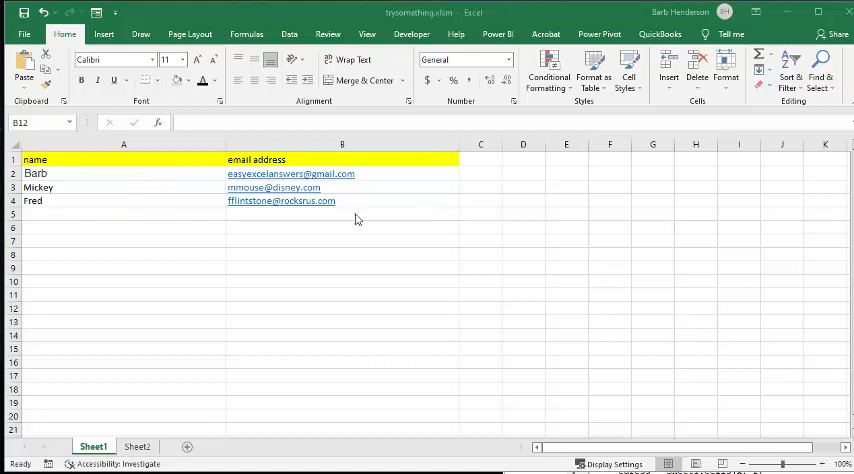 trysomething.xlsm - Excel
Barb Henderson BH
File Home Insert Draw Page Layout Formulas Data Review View Developer Help Power BI Acrobat Power Pivot QuickBooks Tell me Share
Paste
Calibri 11
B I U A
Wrap Text
Merge & Center
General
$ % ,
Conditional Formatting
Format as Table
Cell Styles
Insert
Delete
Format
Sort & Filter
Find & Select
Clipboard Font Alignment Number Styles Cells Editing
B12 fx
A B C D E F G H I J K
1 name email address
2 Barb easyexcelanswers@gmail.com
3 Mickey mmouse@disney.com
4 Fred fflintstone@rocksrus.com
5
6
7
8
9
10
11
12
13
14
15
16
17
18
19
20
21
Sheet1 Sheet2
Ready Accessibility: Investigate Display Settings 100%